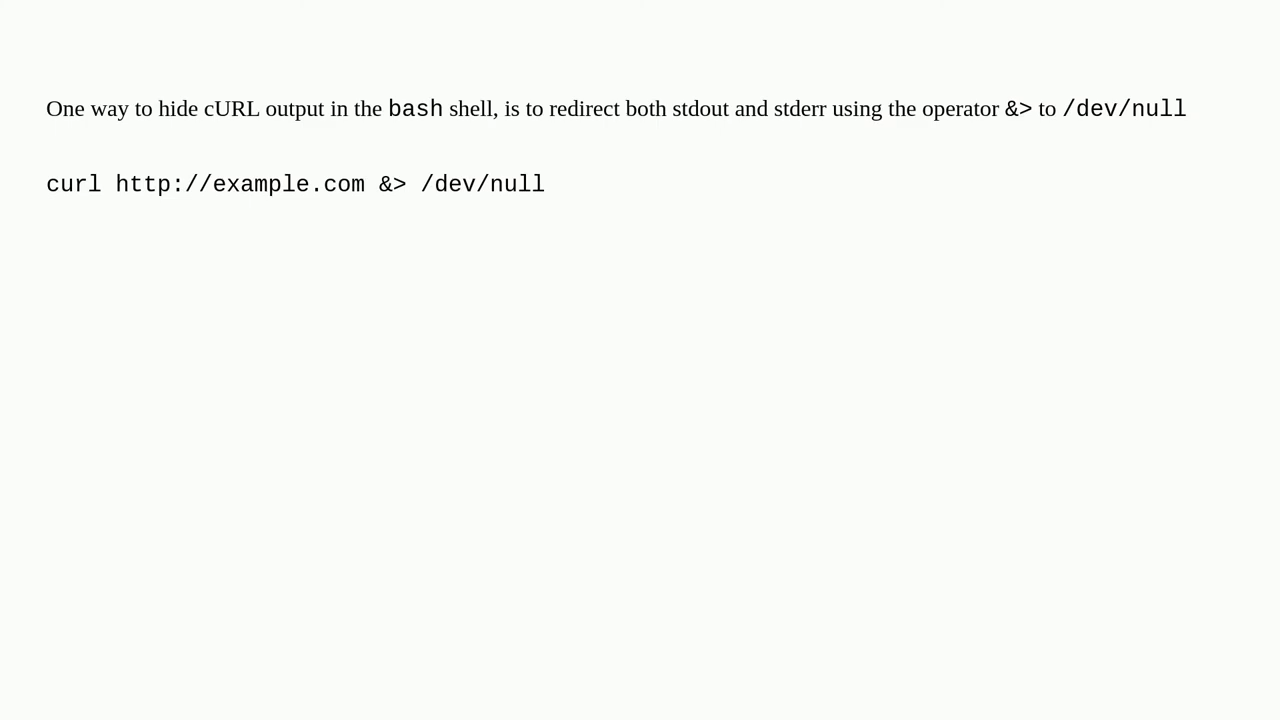 One way to hide cURL output in the bash shell, is to redirect both stdout and stderr using the operator &> to /dev/null
curl http://example.com &> /dev/null